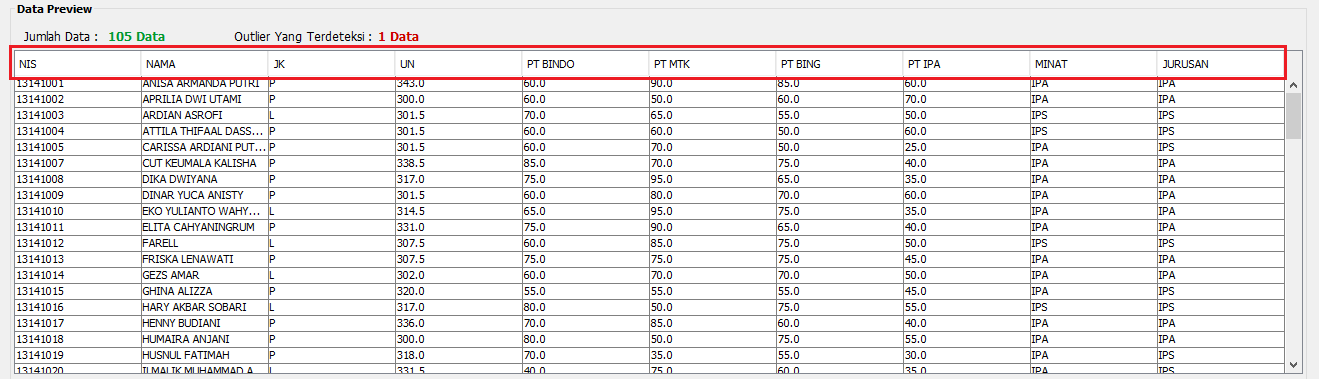 Data Preview
Jumlah Data : 105 Data Outlier Yang Terdeteksi : 1 Data
NIS NAMA JK UN PT BINDO PT MTK PT BING PT IPA MINAT JURUSAN
13141001 ANISA ARMANDA PUTRI P 343.0 60.0 90.0 85.0 60.0 IPA IPA
13141002 APRILIA DWI UTAMI P 300.0 60.0 50.0 60.0 70.0 IPA IPA
13141003 ARDIAN ASROFI L 301.5 70.0 65.0 55.0 50.0 IPS IPS
13141004 ATTILA THIFAAL DASS... P 301.5 60.0 60.0 50.0 60.0 IPS IPS
13141005 CARISSA ARDIANI PUT... P 301.5 60.0 70.0 50.0 25.0 IPA IPA
13141007 CUT KEUMALA KALISHA P 338.5 85.0 70.0 75.0 40.0 IPA IPA
13141008 DIKA DWIYANA P 317.0 75.0 95.0 65.0 35.0 IPA IPA
13141009 DINAR YUCA ANISTY P 301.5 60.0 80.0 70.0 60.0 IPA IPA
13141010 EKO YULIANTO WAHY... L 314.5 65.0 95.0 75.0 35.0 IPA IPA
13141011 ELITA CAHYANINGRUM P 331.0 75.0 90.0 65.0 40.0 IPA IPA
13141012 FARELL L 307.5 60.0 85.0 75.0 50.0 IPS IPS
13141013 FRISKA LENAWATI P 307.5 75.0 75.0 75.0 45.0 IPA IPA
13141014 GEZS AMAR L 302.0 60.0 70.0 70.0 50.0 IPA IPA
13141015 GHINA ALIZZA P 320.0 55.0 55.0 55.0 45.0 IPA IPS
13141016 HARY AKBAR SOBARI L 317.0 80.0 50.0 75.0 55.0 IPS IPS
13141017 HENNY BUDIANI P 336.0 70.0 85.0 60.0 40.0 IPA IPA
13141018 HUMAIRA ANJANI P 300.0 80.0 50.0 75.0 55.0 IPA IPA
13141019 HUSNUL FATIMAH P 318.0 70.0 35.0 55.0 30.0 IPA IPS
13141020 ILMALIK MUHAMMAD A L 331.5 40.0 75.0 60.0 35.0 IPA IPA